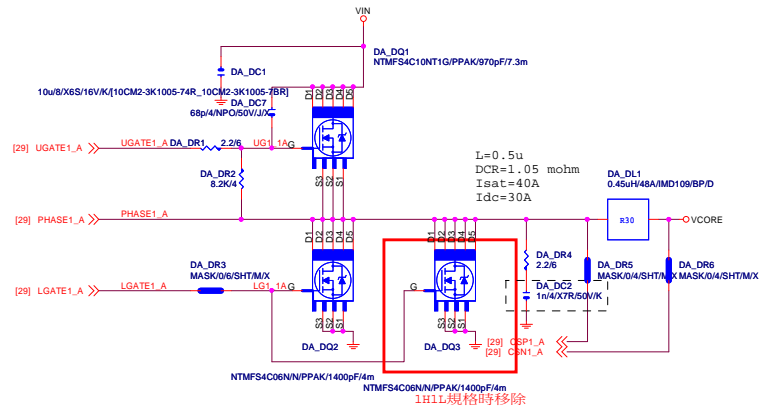 VIN
DA_DQ1
NTMFS4C10NT1G/PPAK/970pF/7.3m
DA_DC1
10u/8/X6S/16V/K/[10CM2-3K1005-74R_10CM2-3K1005-7BR]
DA_DC7
68p/4/NPO/50V/J/X
D1 D2 D3 D4 D5
[29] UGATE1_A
UGATE1_A
DA_DR1
2.2/6
UG1_1A
G
S3 S2 S1
DA_DR2
8.2K/4
L=0.5u
DCR=1.05 mohm
Isat=40A
Idc=30A
DA_DL1
0.45uH/48A/IMD109/BP/D
R30
VCORE
[29] PHASE1_A
PHASE1_A
D1 D2 D3 D4 D5
D1 D2 D3 D4 D5
DA_DR3
MASK/0/6/SHT/M/X
DA_DR4
2.2/6
DA_DR5
MASK/0/4/SHT/M/X
DA_DR6
MASK/0/4/SHT/M/X
[29] LGATE1_A
LGATE1_A
LG1_1A
G
G
DA_DC2
1n/4/X7R/50V/K
S3 S2 S1
S3 S2 S1
DA_DQ2
DA_DQ3
[29] CSP1_A
[29] CSN1_A
NTMFS4C06N/N/PPAK/1400pF/4m
NTMFS4C06N/N/PPAK/1400pF/4m
1H1L規格時移除